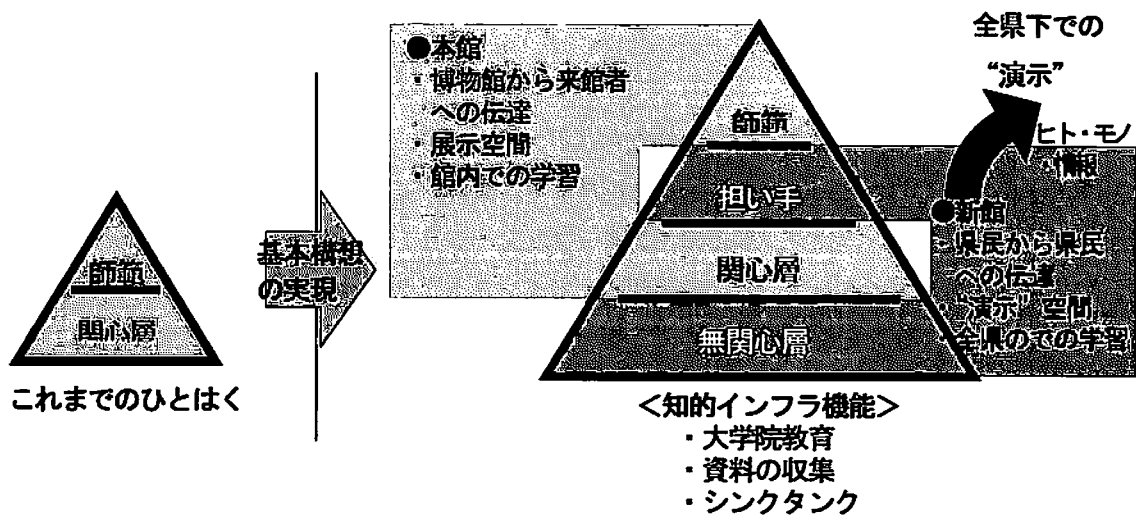 師範
関心層
これまでのひとはく
基本構想
の実現
●本館
・博物館から来館者
への伝達
・展示空間
・館内での学習
師範
担い手
関心層
無関心層
全県下での
“演示”
ヒト・モノ
・情報
●新館
・県民から県民
への伝達
・“演示”空間
・全県のでの学習
＜知的インフラ機能＞
・大学院教育
・資料の収集
・シンクタンク